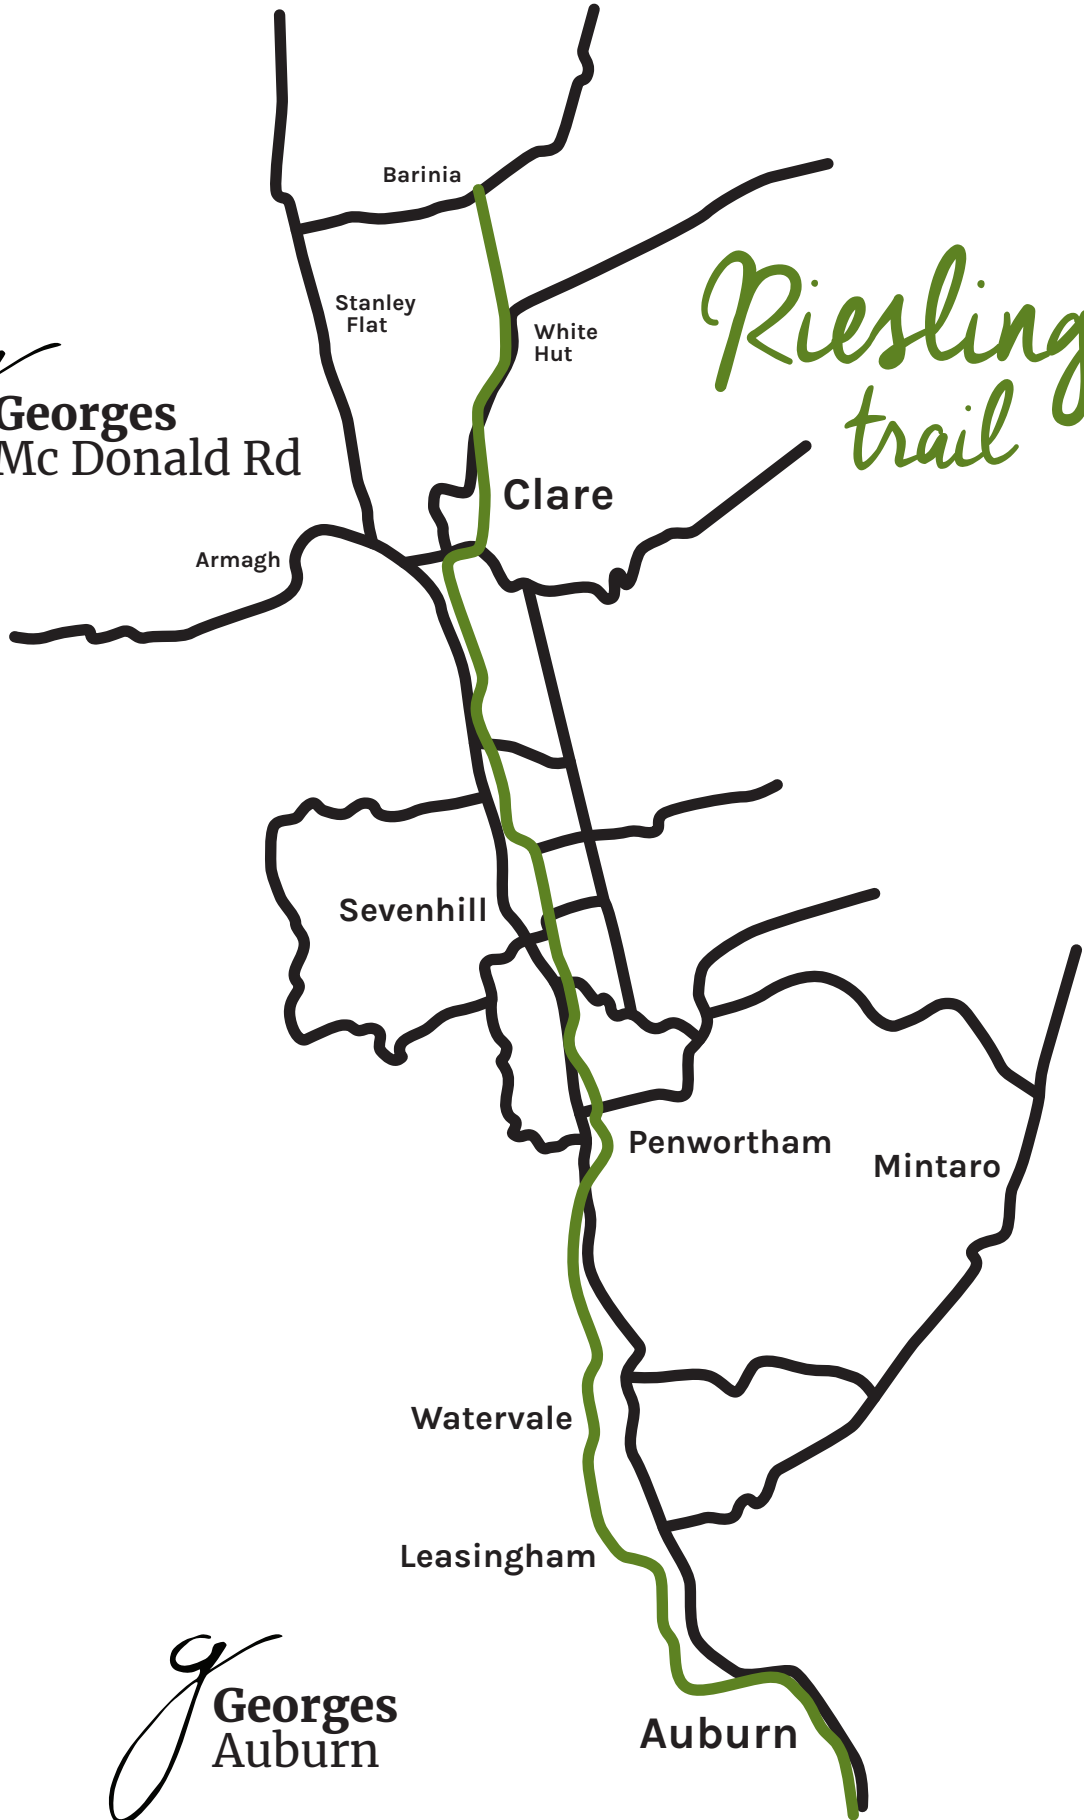 Barinia
Stanley
Flat
White
Hut
Riesling
trail
Georges
Mc Donald Rd
Clare
Armagh
Sevenhill
Penwortham
Mintaro
Watervale
Leasingham
Georges
Auburn
Auburn